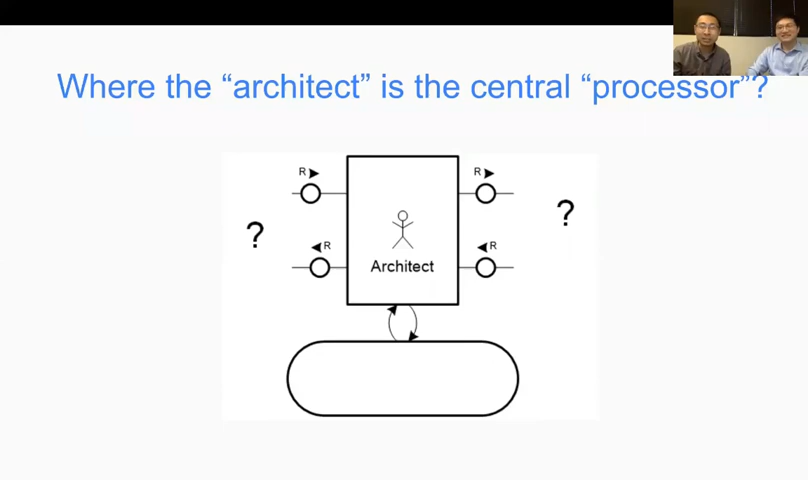 Where the “architect” is the central “processor”?
R R
? ?
R R
Architect